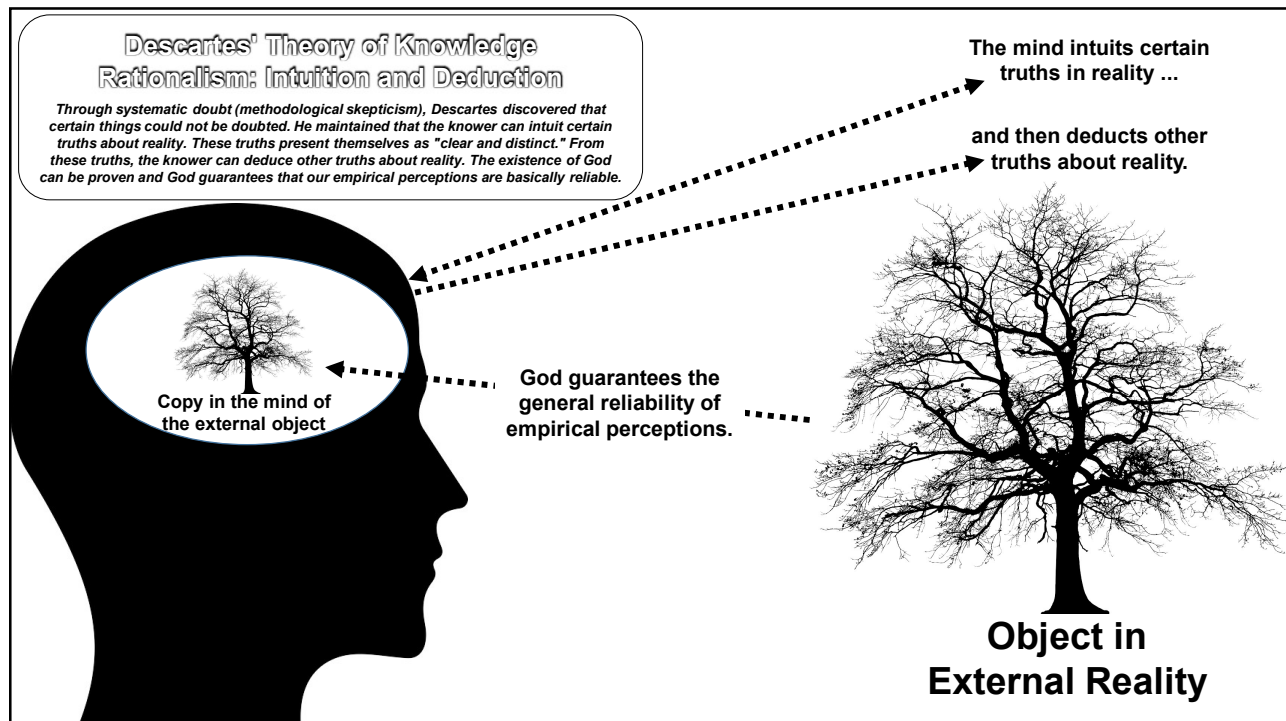 Descartes' Theory of Knowledge
Rationalism: Intuition and Deduction
Through systematic doubt (methodological skepticism), Descartes discovered that
certain things could not be doubted. He maintained that the knower can intuit certain
truths about reality. These truths present themselves as "clear and distinct." From
these truths, the knower can deduce other truths about reality. The existence of God
can be proven and God guarantees that our empirical perceptions are basically reliable.
The mind intuits certain
truths in reality ...
and then deducts other
truths about reality.
Copy in the mind of
the external object
God guarantees the
general reliability of
empirical perceptions.
Object in
External Reality